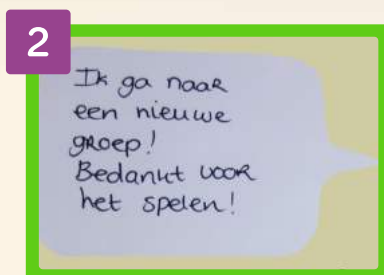 2
Ik ga naar
een nieuwe
groep!
Bedankt voor
het spelen!